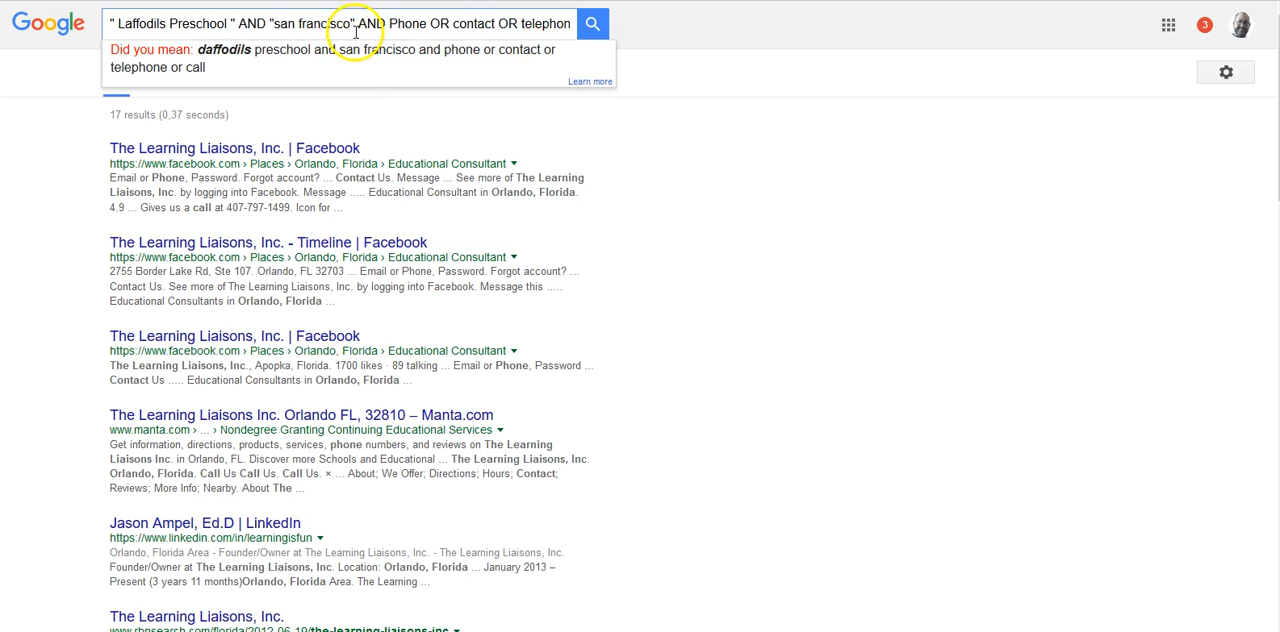 Google
" Laffodils Preschool " AND "san francisco" AND Phone OR contact OR telephon
3
Did you mean: daffodils preschool and san francisco and phone or contact or
telephone or call
Learn more
17 results (0,37 seconds)
The Learning Liaisons, Inc. | Facebook
https://www.facebook.com › Places › Orlando, Florida › Educational Consultant
Email or Phone, Password. Forgot account? ... Contact Us. Message ... See more of The Learning
Liaisons, Inc. by logging into Facebook. Message ..... Educational Consultant in Orlando, Florida.
4.9 ... Gives us a call at 407-797-1499. Icon for ...
The Learning Liaisons, Inc. - Timeline | Facebook
https://www.facebook.com › Places › Orlando, Florida › Educational Consultant
2755 Border Lake Rd, Ste 107. Orlando, FL 32703 ... Email or Phone, Password. Forgot account? ...
Contact Us. See more of The Learning Liaisons, Inc. by logging into Facebook. Message this .....
Educational Consultants in Orlando, Florida ...
The Learning Liaisons, Inc. | Facebook
https://www.facebook.com › Places › Orlando, Florida › Educational Consultant
The Learning Liaisons, Inc., Apopka, Florida. 1700 likes · 89 talking ... Email or Phone, Password ...
Contact Us ..... Educational Consultants in Orlando, Florida ...
The Learning Liaisons Inc. Orlando FL, 32810 – Manta.com
www.manta.com › ... › Nondegree Granting Continuing Educational Services
Get information, directions, products, services, phone numbers, and reviews on The Learning
Liaisons Inc. in Orlando, FL. Discover more Schools and Educational ... The Learning Liaisons, Inc.
Orlando, Florida. Call Us Call Us. Call Us. × ... About; We Offer; Directions; Hours; Contact;
Reviews; More Info; Nearby. About The ...
Jason Ampel, Ed.D | LinkedIn
https://www.linkedin.com/in/learningisfun
Orlando, Florida Area - Founder/Owner at The Learning Liaisons, Inc. - The Learning Liaisons, Inc.
Founder/Owner at The Learning Liaisons, Inc. Location: Orlando, Florida ... January 2013 –
Present (3 years 11 months)Orlando, Florida Area. The Learning ...
The Learning Liaisons, Inc.
www.rbnsearch.com/florida/2012-06-19/the-learning-liaisons-inc